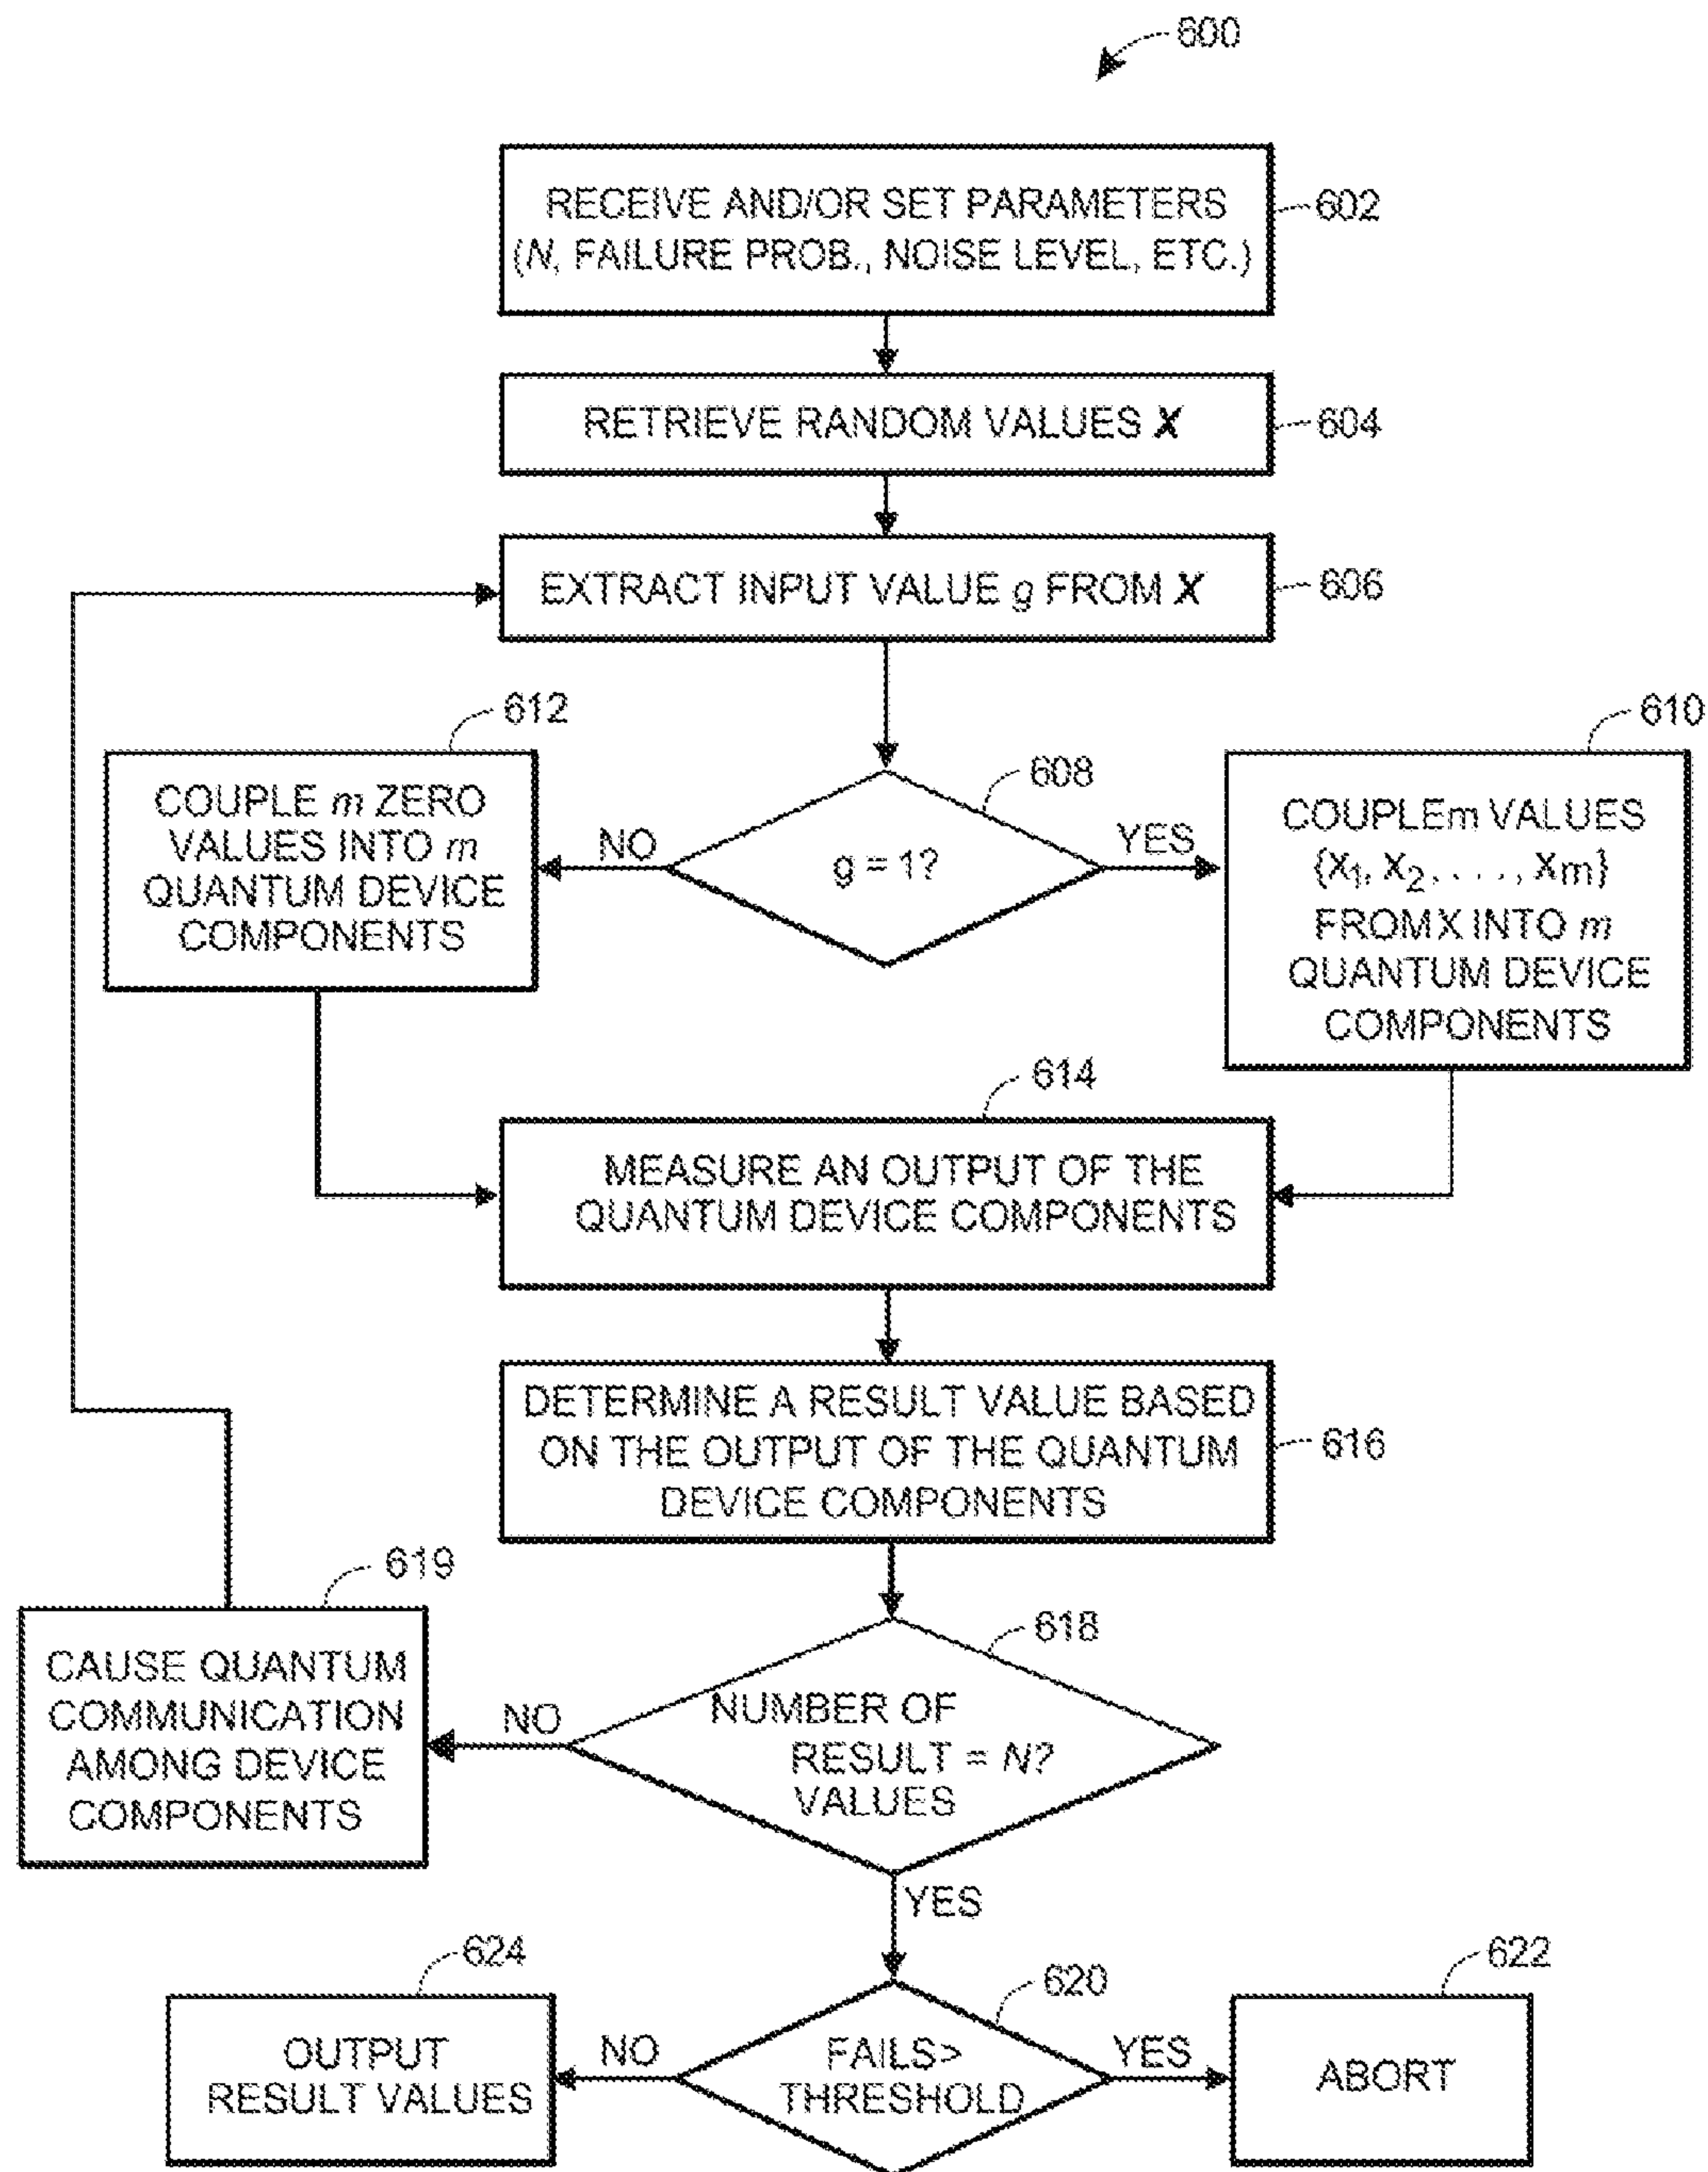 600
RECEIVE AND/OR SET PARAMETERS
(N, FAILURE PROB., NOISE LEVEL, ETC.)
602
RETRIEVE RANDOM VALUES X
604
EXTRACT INPUT VALUE g FROM X
606
612
COUPLE m ZERO
VALUES INTO m
QUANTUM DEVICE
COMPONENTS
NO
608
g = 1?
YES
610
COUPLEm VALUES
{X₁, X₂, . . . , Xm}
FROM X INTO m
QUANTUM DEVICE
COMPONENTS
614
MEASURE AN OUTPUT OF THE
QUANTUM DEVICE COMPONENTS
DETERMINE A RESULT VALUE BASED
ON THE OUTPUT OF THE QUANTUM
DEVICE COMPONENTS
616
619
CAUSE QUANTUM
COMMUNICATION
AMONG DEVICE
COMPONENTS
NO
618
NUMBER OF
RESULT = N?
VALUES
YES
624
OUTPUT
RESULT VALUES
NO
620
FAILS>
THRESHOLD
YES
622
ABORT